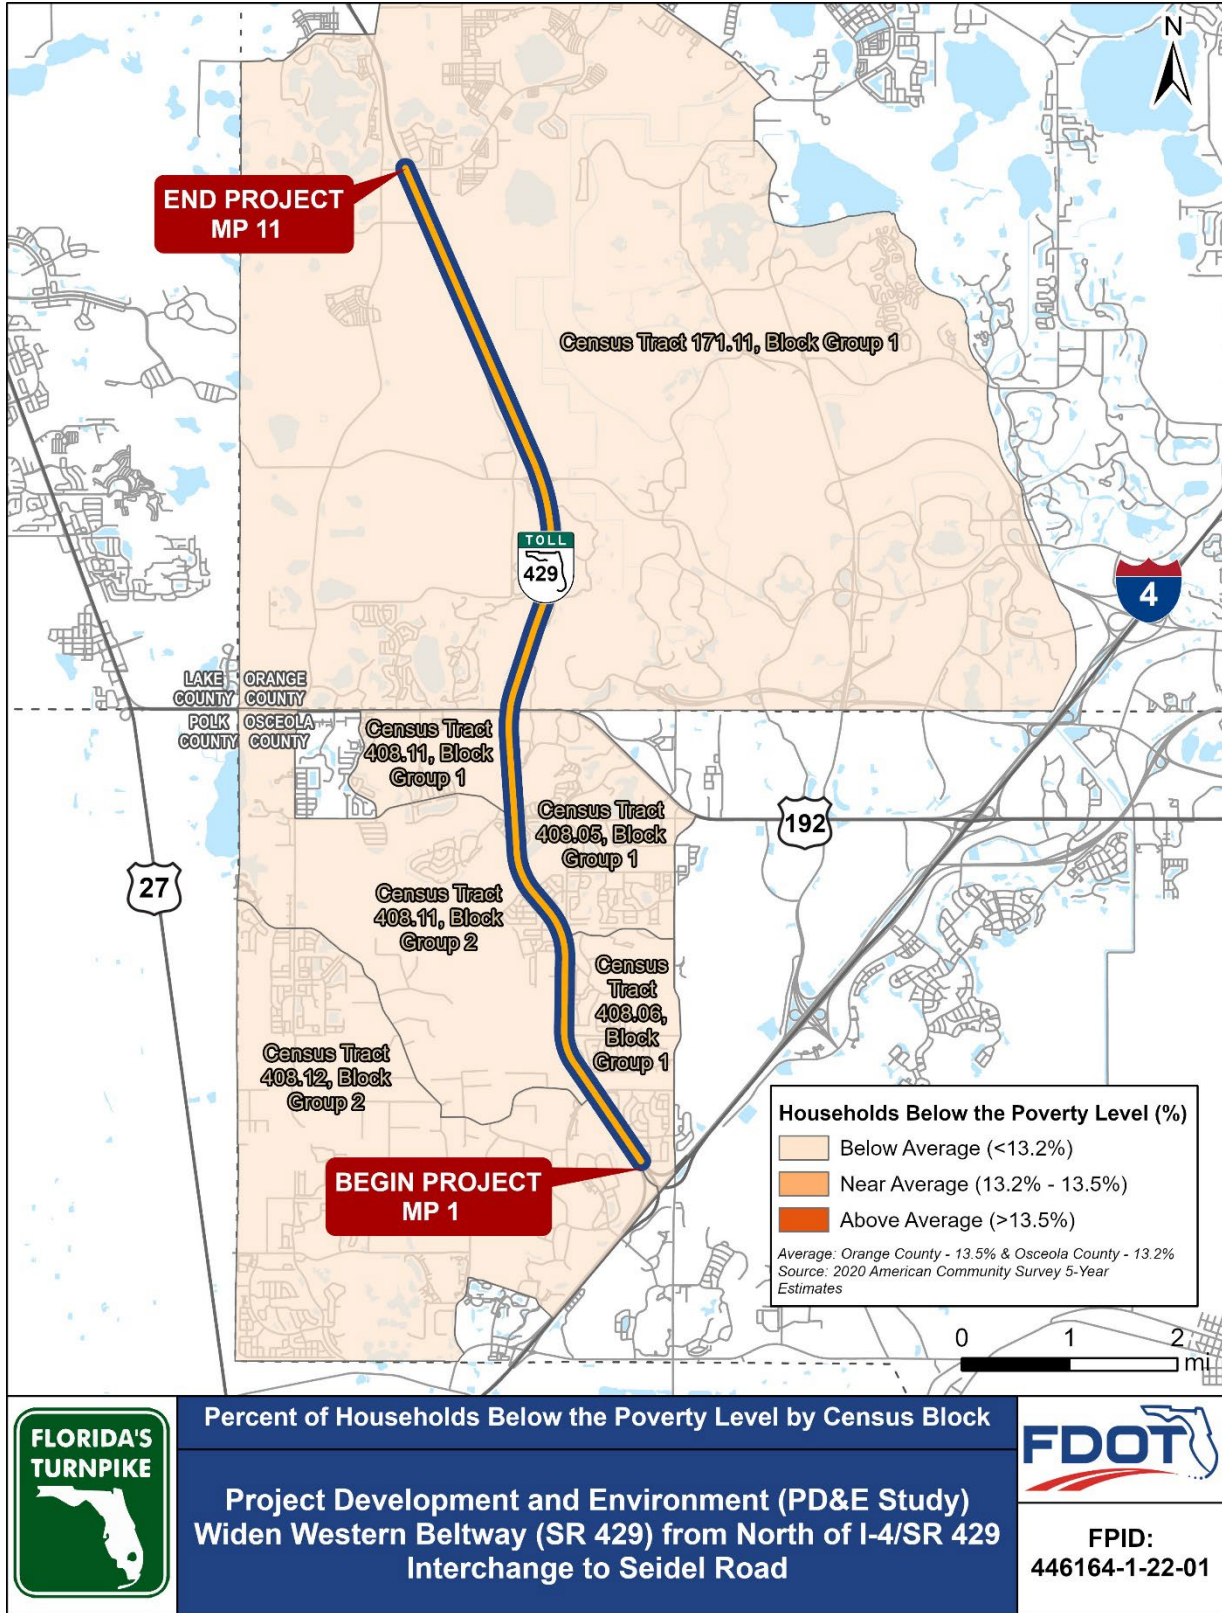 N
END PROJECT
MP 11
Census Tract 171.11, Block Group 1
TOLL
429
4
LAKE
COUNTY
ORANGE
COUNTY
POLK
COUNTY
OSCEOLA
COUNTY
Census Tract
408.11, Block
Group 1
Census Tract
408.05, Block
Group 1
192
27
Census Tract
408.11, Block
Group 2
Census
Tract
408.06,
Block
Group 1
Census Tract
408.12, Block
Group 2
BEGIN PROJECT
MP 1
Households Below the Poverty Level (%)
Below Average (<13.2%)
Near Average (13.2% - 13.5%)
Above Average (>13.5%)
Average: Orange County - 13.5% & Osceola County - 13.2%
Source: 2020 American Community Survey 5-Year
Estimates
0 1 2
mi
FLORIDA'S
TURNPIKE
Percent of Households Below the Poverty Level by Census Block
Project Development and Environment (PD&E Study)
Widen Western Beltway (SR 429) from North of I-4/SR 429
Interchange to Seidel Road
FDOT
FPID:
446164-1-22-01